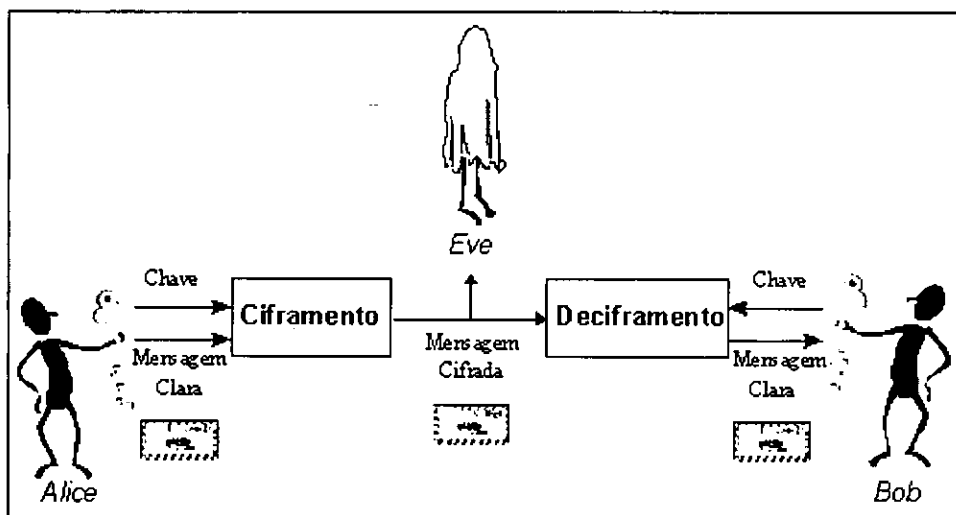 Eve
Chave
Ciframento
Mensagem
Clara
Mensagem
Cifrada
Deciframento
Chave
Mensagem
Clara
Alice
Bob